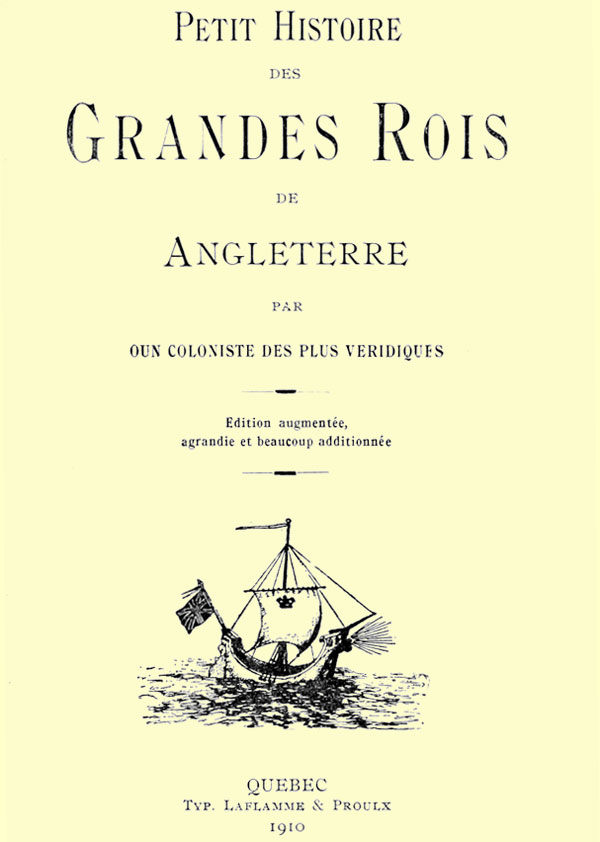 PETIT HISTOIRE
DES
GRANDES ROIS
DE
ANGLETERRE
PAR
OUN COLONISTE DES PLUS VERIDIQUES
Edition augmentée,
agrandie et beaucoup additionnée
QUEBEC
TYP. LAFLAMME & PROULX
1910